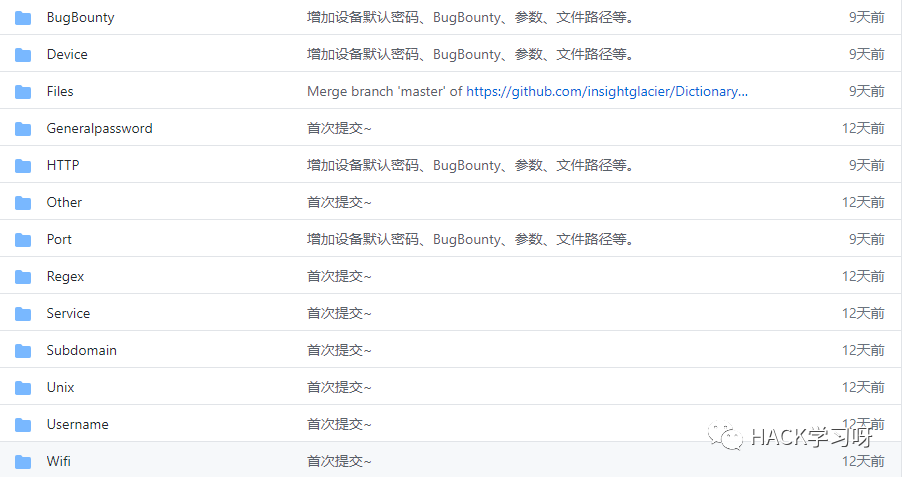 BugBounty 增加设备默认密码、BugBounty、参数、文件路径等。 9天前
Device 增加设备默认密码、BugBounty、参数、文件路径等。 9天前
Files Merge branch 'master' of https://github.com/insightglacier/Dictionary... 9天前
Generalpassword 首次提交~ 12天前
HTTP 增加设备默认密码、BugBounty、参数、文件路径等。 9天前
Other 首次提交~ 12天前
Port 增加设备默认密码、BugBounty、参数、文件路径等。 9天前
Regex 首次提交~ 12天前
Service 首次提交~ 12天前
Subdomain 首次提交~ 12天前
Unix 首次提交~ 12天前
Username 首次提交~ 12天前
HACK学习呀
Wifi 首次提交~ 12天前